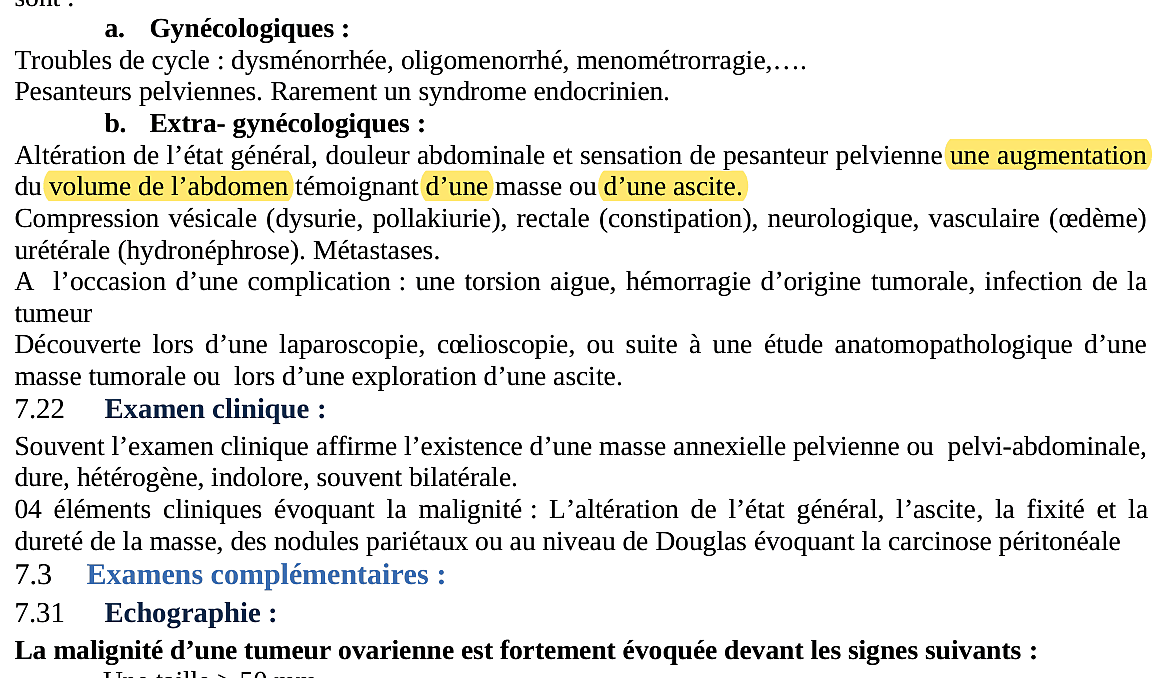 sont :
a. Gynécologiques :
Troubles de cycle : dysménorrhée, oligomenorrhé, menométrorragie,….
Pesanteurs pelviennes. Rarement un syndrome endocrinien.
b. Extra- gynécologiques :
Altération de l’état général, douleur abdominale et sensation de pesanteur pelvienne une augmentation
du volume de l’abdomen témoignant d’une masse ou d’une ascite.
Compression vésicale (dysurie, pollakiurie), rectale (constipation), neurologique, vasculaire (œdème)
urétérale (hydronéphrose). Métastases.
A l’occasion d’une complication : une torsion aigue, hémorragie d’origine tumorale, infection de la
tumeur
Découverte lors d’une laparoscopie, cœlioscopie, ou suite à une étude anatomopathologique d’une
masse tumorale ou lors d’une exploration d’une ascite.
7.22 Examen clinique :
Souvent l’examen clinique affirme l’existence d’une masse annexielle pelvienne ou pelvi-abdominale,
dure, hétérogène, indolore, souvent bilatérale.
04 éléments cliniques évoquant la malignité : L’altération de l’état général, l’ascite, la fixité et la
dureté de la masse, des nodules pariétaux ou au niveau de Douglas évoquant la carcinose péritonéale
7.3 Examens complémentaires :
7.31 Echographie :
La malignité d’une tumeur ovarienne est fortement évoquée devant les signes suivants :
Une taille > 50 mm